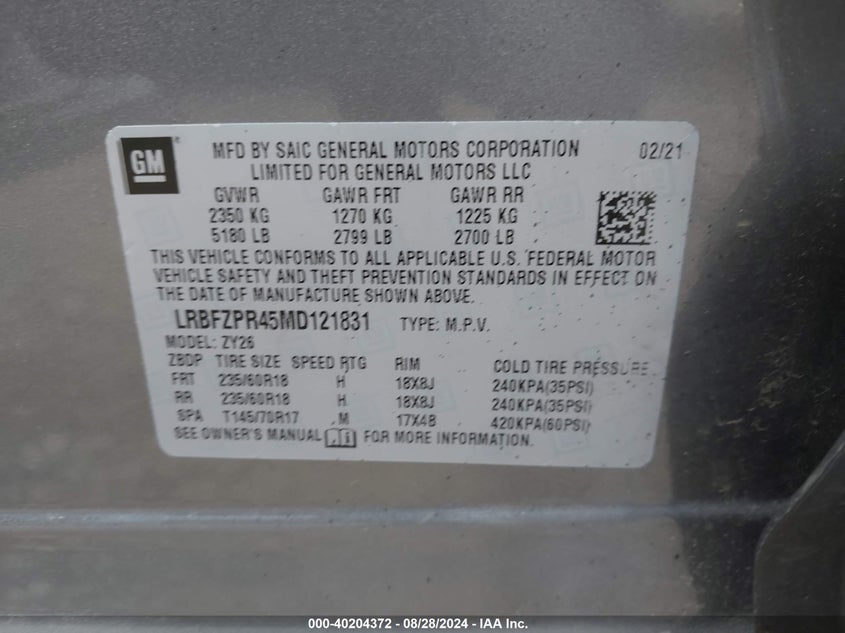 GM
MFD BY SAIC GENERAL MOTORS CORPORATION 02/21
LIMITED FOR GENERAL MOTORS LLC
GVWR GAWR FRT GAWR RR
2350 KG 1270 KG 1225 KG
5180 LB 2799 LB 2700 LB
THIS VEHICLE CONFORMS TO ALL APPLICABLE U.S. FEDERAL MOTOR
VEHICLE SAFETY AND THEFT PREVENTION STANDARDS IN EFFECT ON
THE DATE OF MANUFACTURE SHOWN ABOVE.
LRBFZPR45MD121831 TYPE: M.P.V.
MODEL: ZY26
ZBDP TIRE SIZE SPEED RTG RIM COLD TIRE PRESSURE
FRT 235/60R18 H 18X8J 240KPA(35PSI)
RR 235/60R18 H 18X8J 240KPA(35PSI)
SPA T145/70R17 M 17X4B 420KPA(60PSI)
SEE OWNER'S MANUAL FOR MORE INFORMATION.
000-40204372 - 08/28/2024 - IAA Inc.